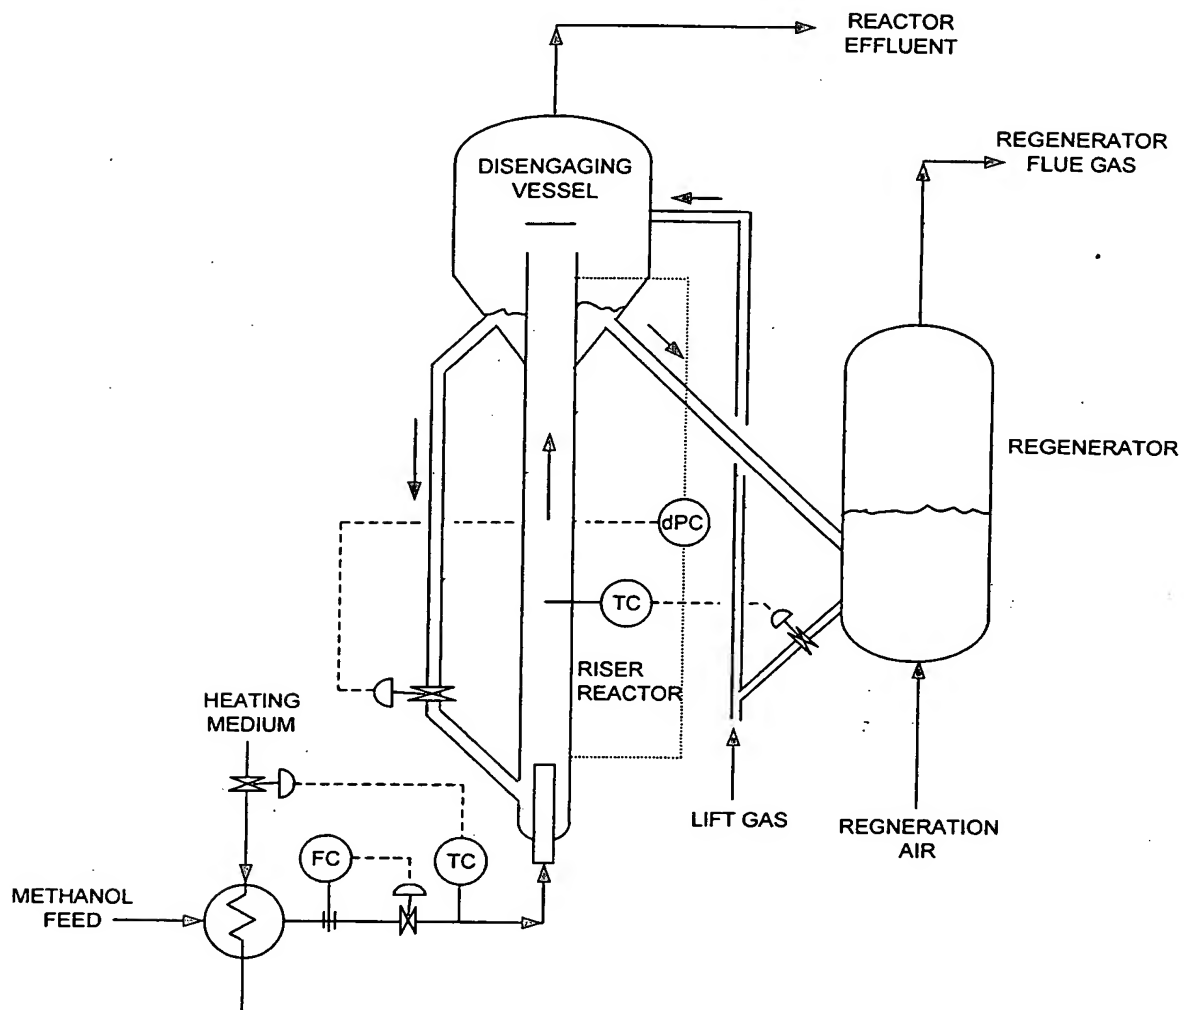 REACTOR
EFFLUENT
REGENERATOR
FLUE GAS
DISENGAGING
VESSEL
REGENERATOR
dPC
TC
RISER
REACTOR
HEATING
MEDIUM
LIFT GAS
REGNERATION
AIR
FC
TC
METHANOL
FEED